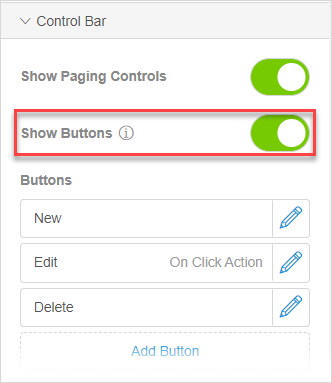 Control Bar
Show Paging Controls
Show Buttons
Buttons
New
Edit On Click Action
Delete
Add Button